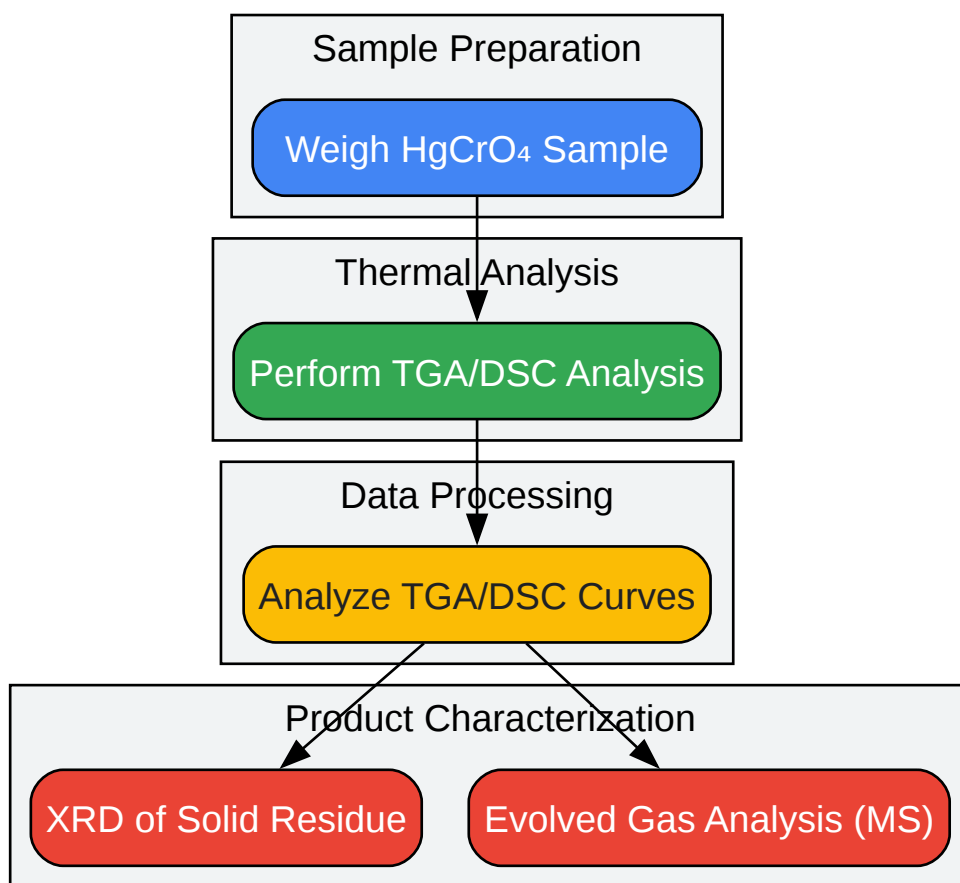 Sample Preparation
Weigh HgCrO₄ Sample
Thermal Analysis
Perform TGA/DSC Analysis
Data Processing
Analyze TGA/DSC Curves
Product Characterization
XRD of Solid Residue
Evolved Gas Analysis (MS)